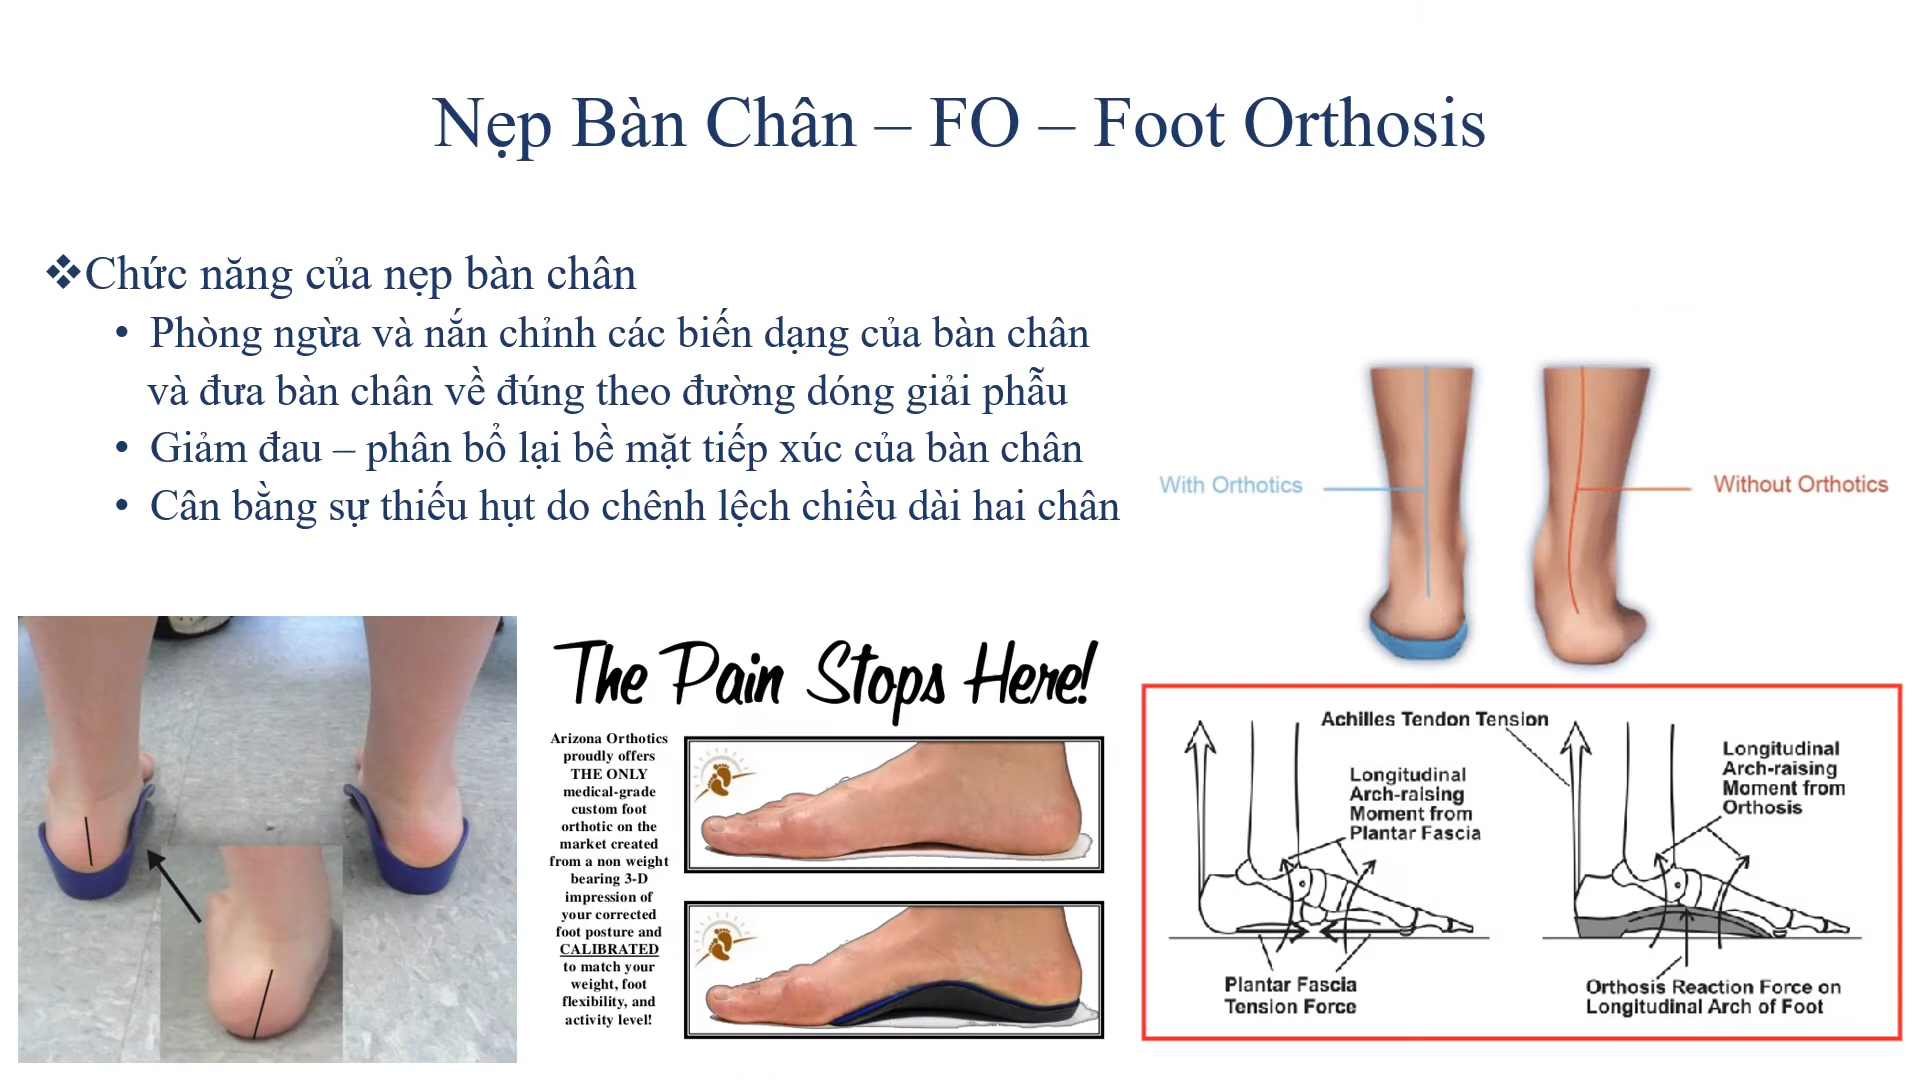 Nẹp Bàn Chân – FO – Foot Orthosis
❖Chức năng của nẹp bàn chân
• Phòng ngừa và nắn chỉnh các biến dạng của bàn chân
và đưa bàn chân về đúng theo đường dóng giải phẫu
• Giảm đau – phân bổ lại bề mặt tiếp xúc của bàn chân
• Cân bằng sự thiếu hụt do chênh lệch chiều dài hai chân
With Orthotics
Without Orthotics
The Pain Stops Here!
Arizona Orthotics
proudly offers
THE ONLY
medical-grade
custom foot
orthotic on the
market created
from a non weight
bearing 3-D
impression of
your corrected
foot posture and
CALIBRATED
to match your
weight, foot
flexibility, and
activity level!
Achilles Tendon Tension
Longitudinal
Arch-raising
Moment from
Plantar Fascia
Longitudinal
Arch-raising
Moment from
Orthosis
Plantar Fascia
Tension Force
Orthosis Reaction Force on
Longitudinal Arch of Foot